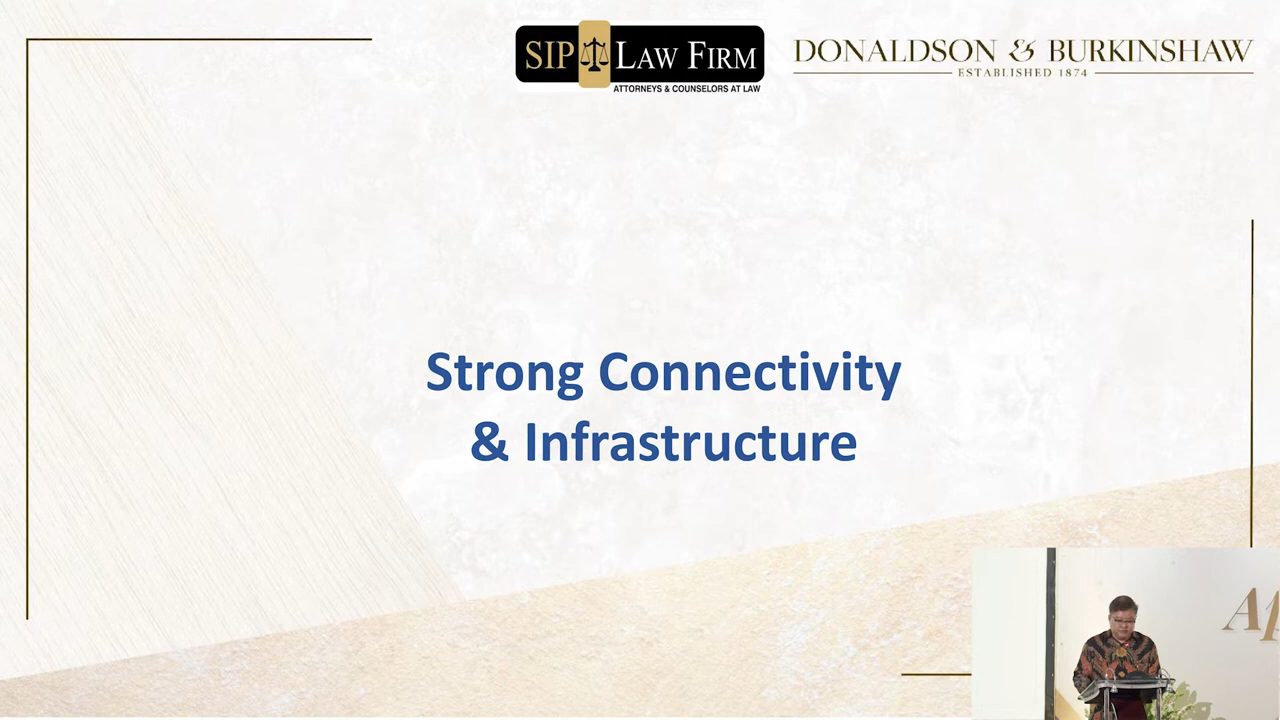 SIP LAW FIRM
ATTORNEYS & COUNSELORS AT LAW
DONALDSON & BURKINSHAW
ESTABLISHED 1874
Strong Connectivity
& Infrastructure